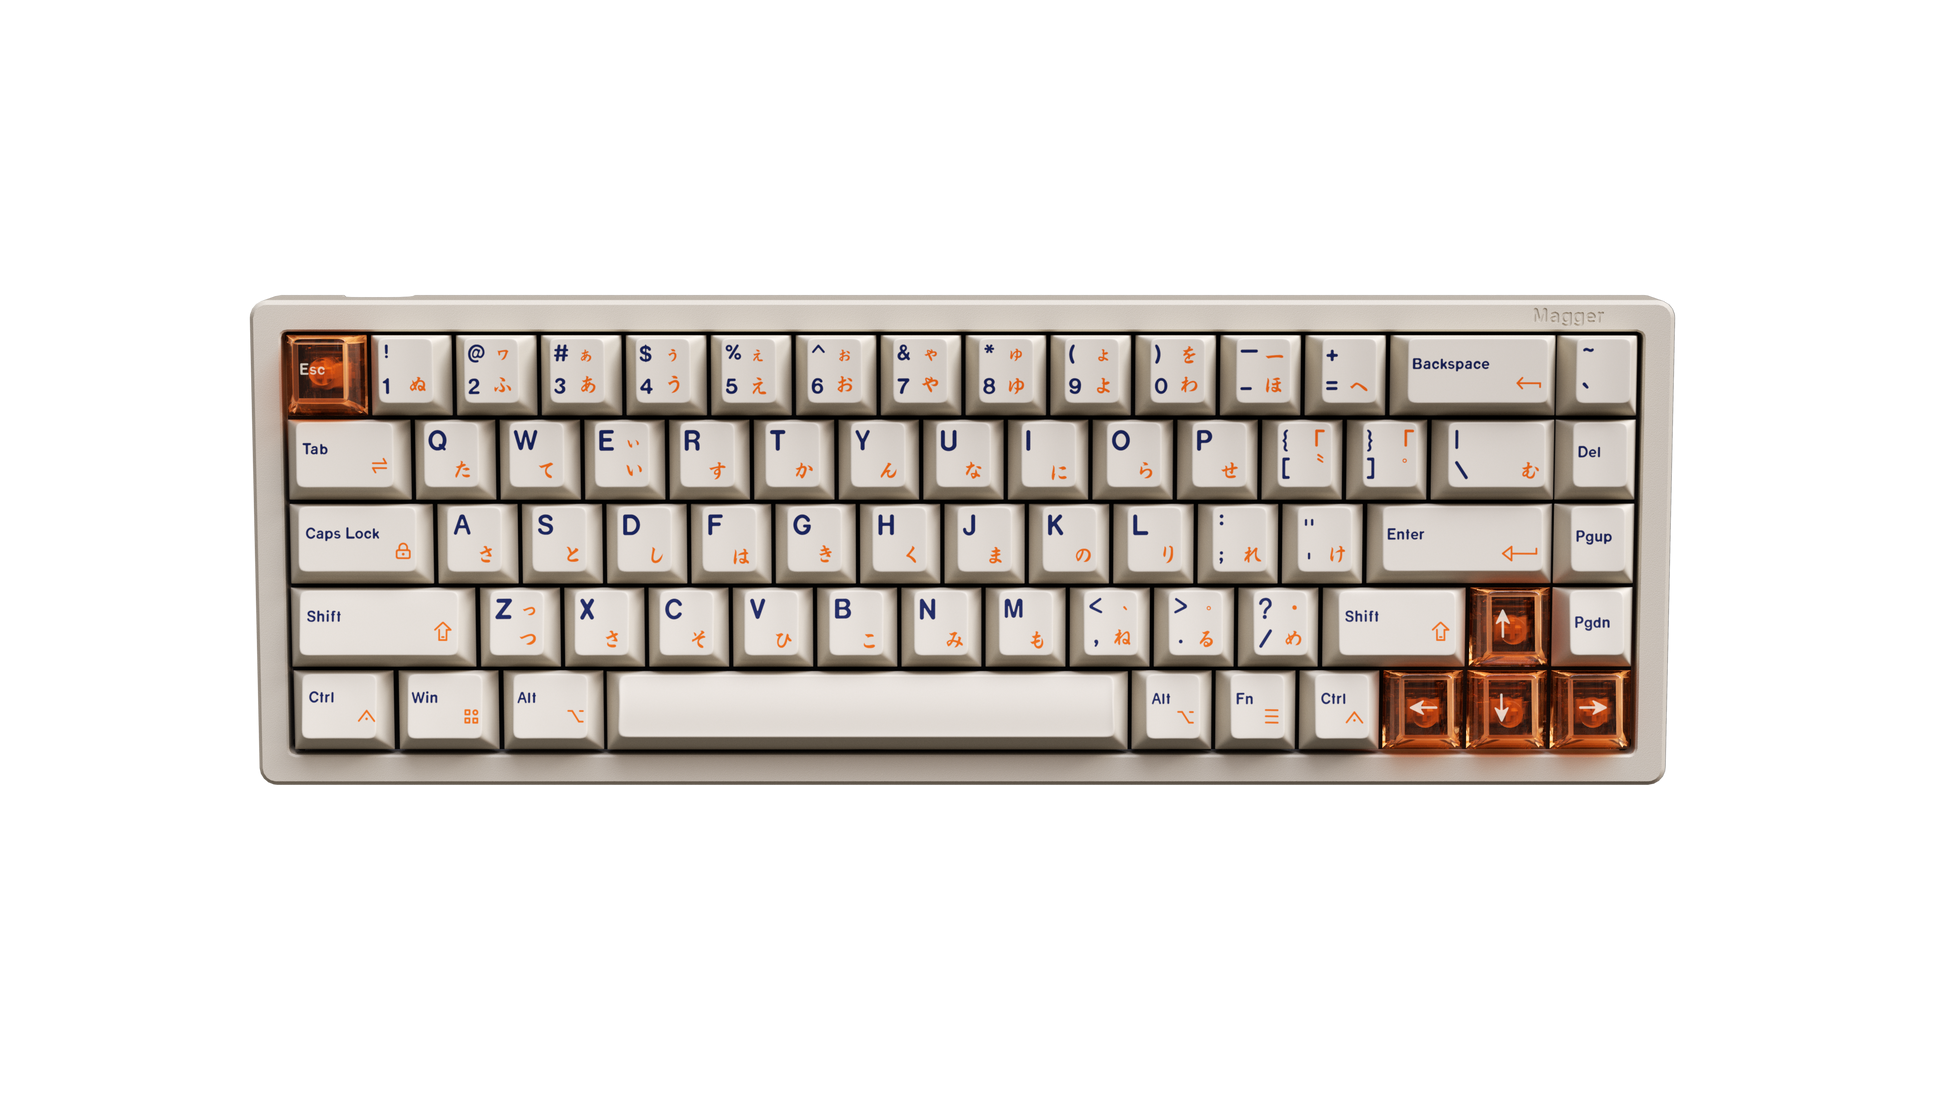 Magger
Esc ! 1 ぬ @ ワ 2 ふ # ぁ 3 あ $ ぅ 4 う % ぇ 5 え ^ ぉ 6 お & ゃ 7 や * ゅ 8 ゆ ( ょ 9 よ ) を 0 わ — ー - ほ + = へ Backspace ~ `
Tab Q た W て E ぃ い R す T か Y ん U な I に O ら P せ { 「 [ ゛ } 「 ] ゜ | \ む Del
Caps Lock A さ S と D し F は G き H く J ま K の L り : ; れ " ' け Enter Pgup
Shift Z っ つ X さ C そ V ひ B こ N み M も < 、 , ね > 。 . る ? ・ / め Shift ↑ Pgdn
Ctrl Win Alt Alt Fn Ctrl ← ↓ →